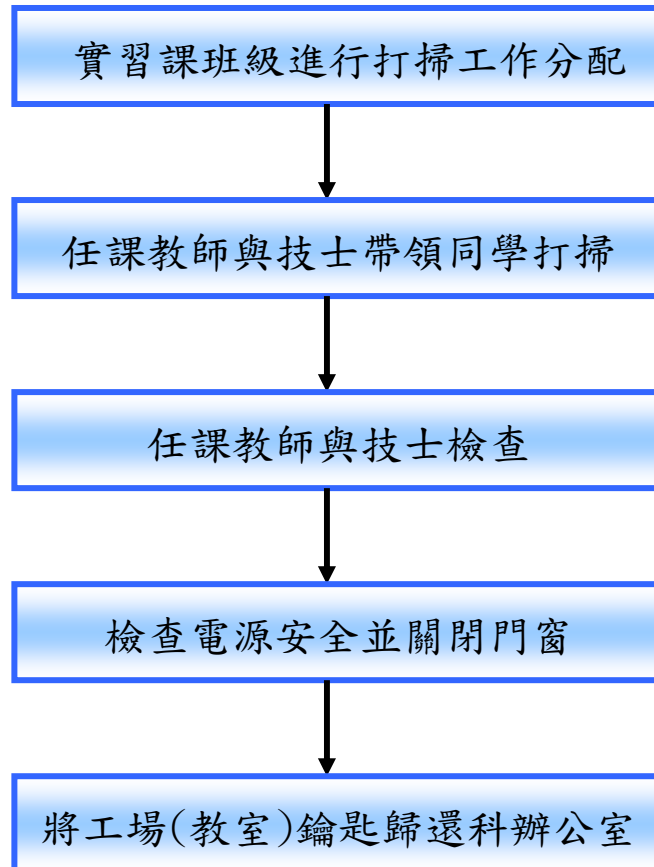 實習課班級進行打掃工作分配
任課教師與技士帶領同學打掃
任課教師與技士檢查
檢查電源安全並關閉門窗
將工場(教室)鑰匙歸還科辦公室